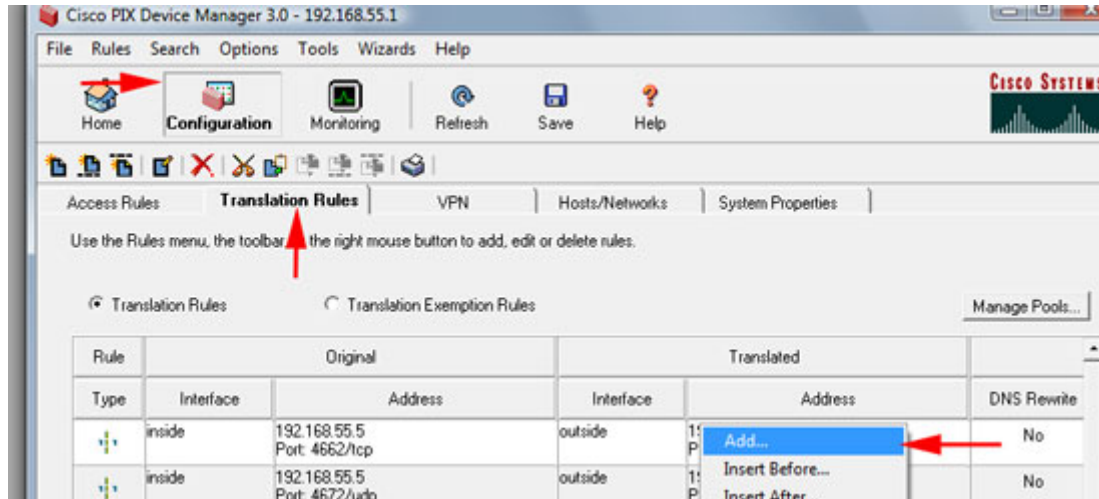 Cisco PIX Device Manager 3.0 - 192.168.55.1
File Rules Search Options Tools Wizards Help
CISCO SYSTEMS
Home Configuration Monitoring Refresh Save Help
Access Rules Translation Rules VPN Hosts/Networks System Properties
Use the Rules menu, the toolbar the right mouse button to add, edit or delete rules.
Translation Rules Translation Exemption Rules Manage Pools...
Rule Original Translated
Type Interface Address Interface Address DNS Rewrite
inside 192.168.55.5 outside No
Port: 4662/tcp
Add...
Insert Before...
inside 192.168.55.5 outside No
Port: 4672/udp
Insert After...